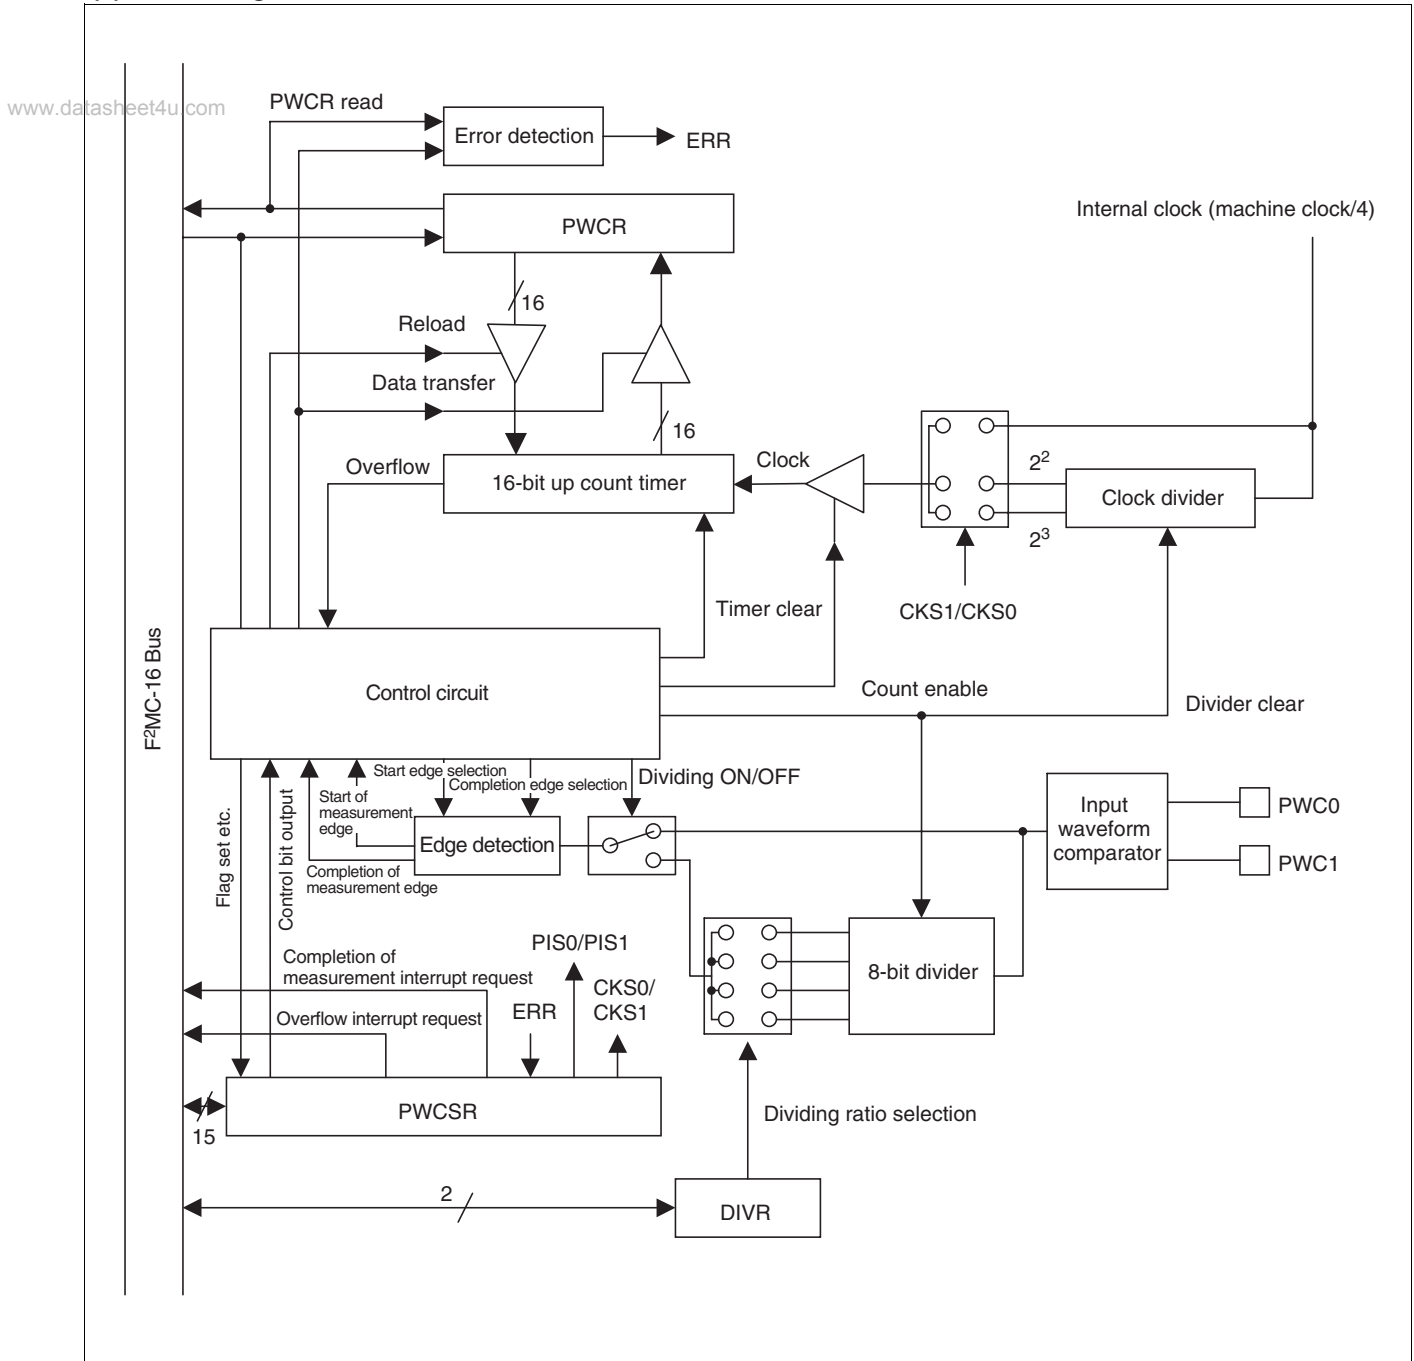 www.datasheet4u.com
PWCR read
Error detection
ERR
PWCR
Internal clock (machine clock/4)
16
Reload
Data transfer
16
Overflow
16-bit up count timer
Clock
2²
Clock divider
2³
Timer clear
CKS1/CKS0
F²MC-16 Bus
Control circuit
Count enable
Divider clear
Start edge selection
Completion edge selection
Dividing ON/OFF
Flag set etc.
Control bit output
Start of
measurement
edge
Edge detection
Completion of
measurement edge
Input
waveform
comparator
PWC0
PWC1
PIS0/PIS1
8-bit divider
Completion of
measurement interrupt request
CKS0/
CKS1
ERR
Overflow interrupt request
PWCSR
15
Dividing ratio selection
2
DIVR